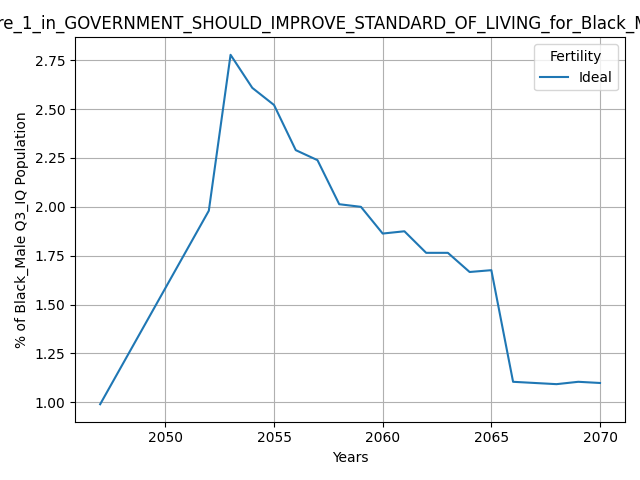 re_1_in_GOVERNMENT_SHOULD_IMPROVE_STANDARD_OF_LIVING_for_Black_M
Fertility
Ideal
% of Black_Male Q3_IQ Population
2.75
2.50
2.25
2.00
1.75
1.50
1.25
1.00
2050 2055 2060 2065 2070
Years